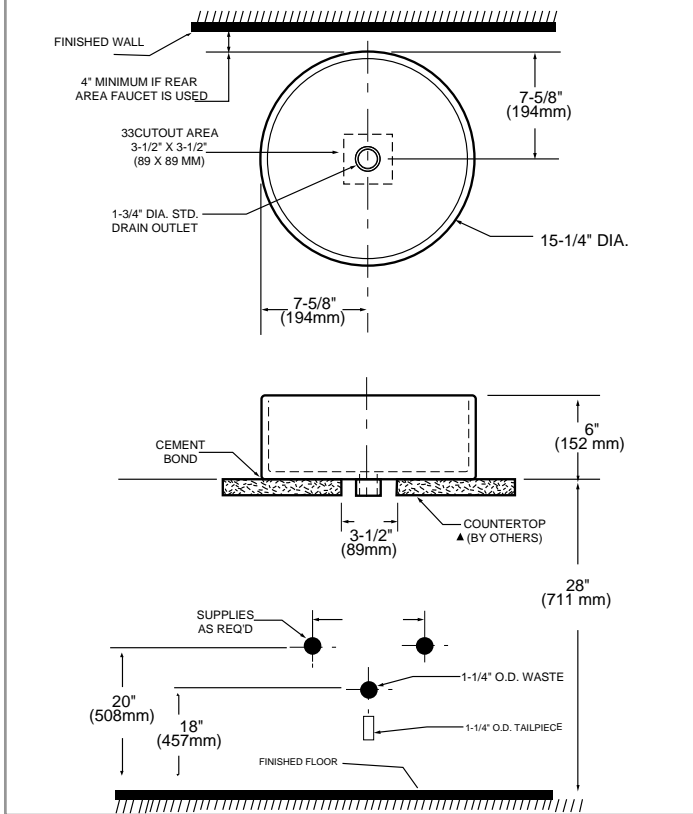 FINISHED WALL
4" MINIMUM IF REAR
AREA FAUCET IS USED
7-5/8"
(194mm)
33CUTOUT AREA
3-1/2" X 3-1/2"
(89 X 89 MM)
1-3/4" DIA. STD.
DRAIN OUTLET
15-1/4" DIA.
7-5/8"
(194mm)
6"
(152 mm)
CEMENT
BOND
3-1/2"
(89mm)
COUNTERTOP
▲(BY OTHERS)
28"
(711 mm)
SUPPLIES
AS REQ'D
1-1/4" O.D. WASTE
20"
(508mm)
18"
(457mm)
1-1/4" O.D. TAILPIECE
FINISHED FLOOR